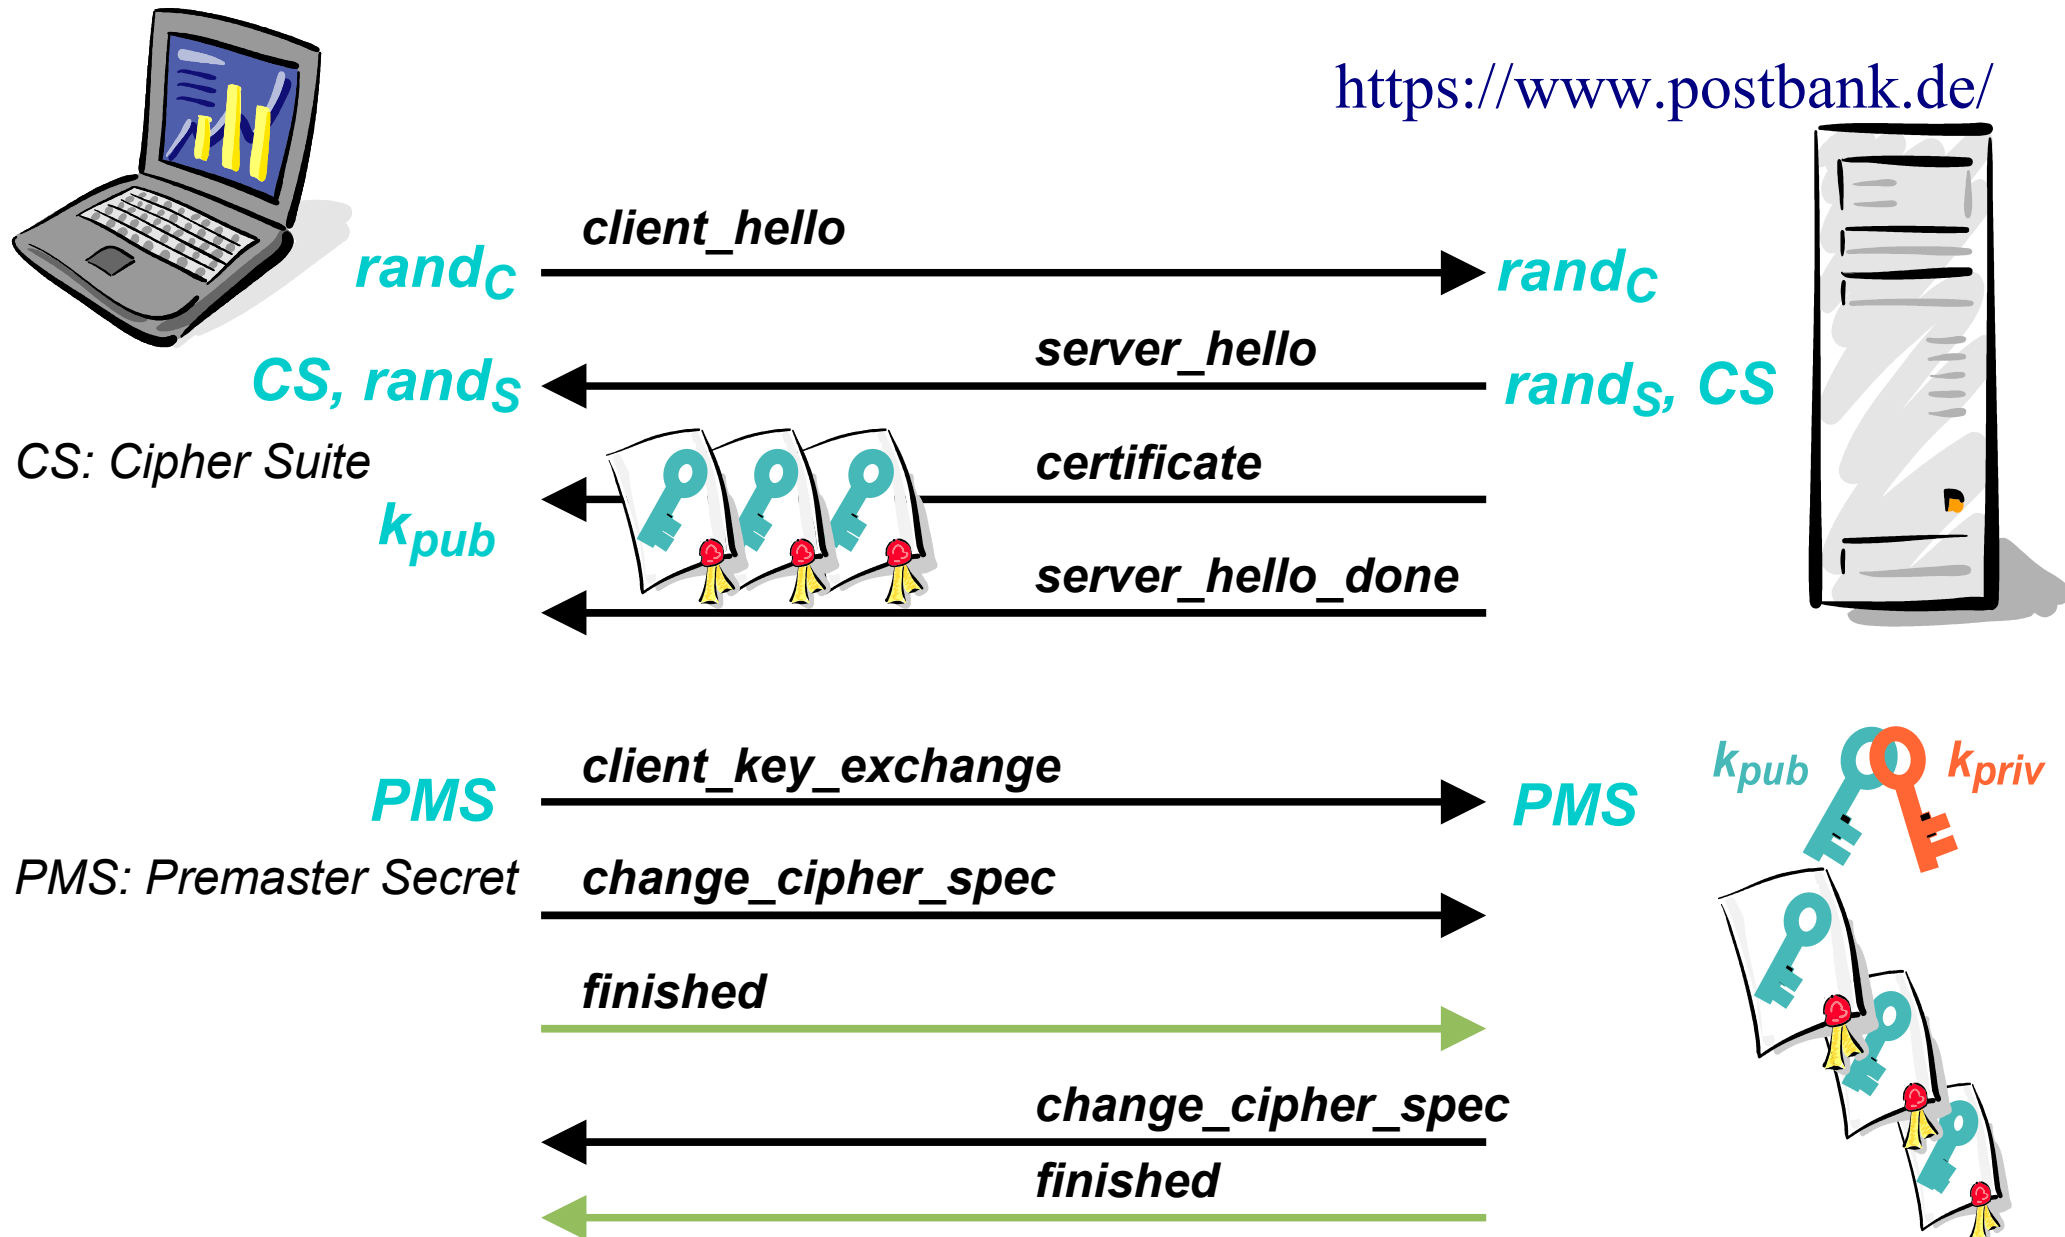 https://www.postbank.de/
client_hello
randC randC
server_hello
CS, randS randS, CS
CS: Cipher Suite
certificate
kpub
server_hello_done
kpub kpriv
client_key_exchange
PMS PMS
PMS: Premaster Secret
change_cipher_spec
finished
change_cipher_spec
finished